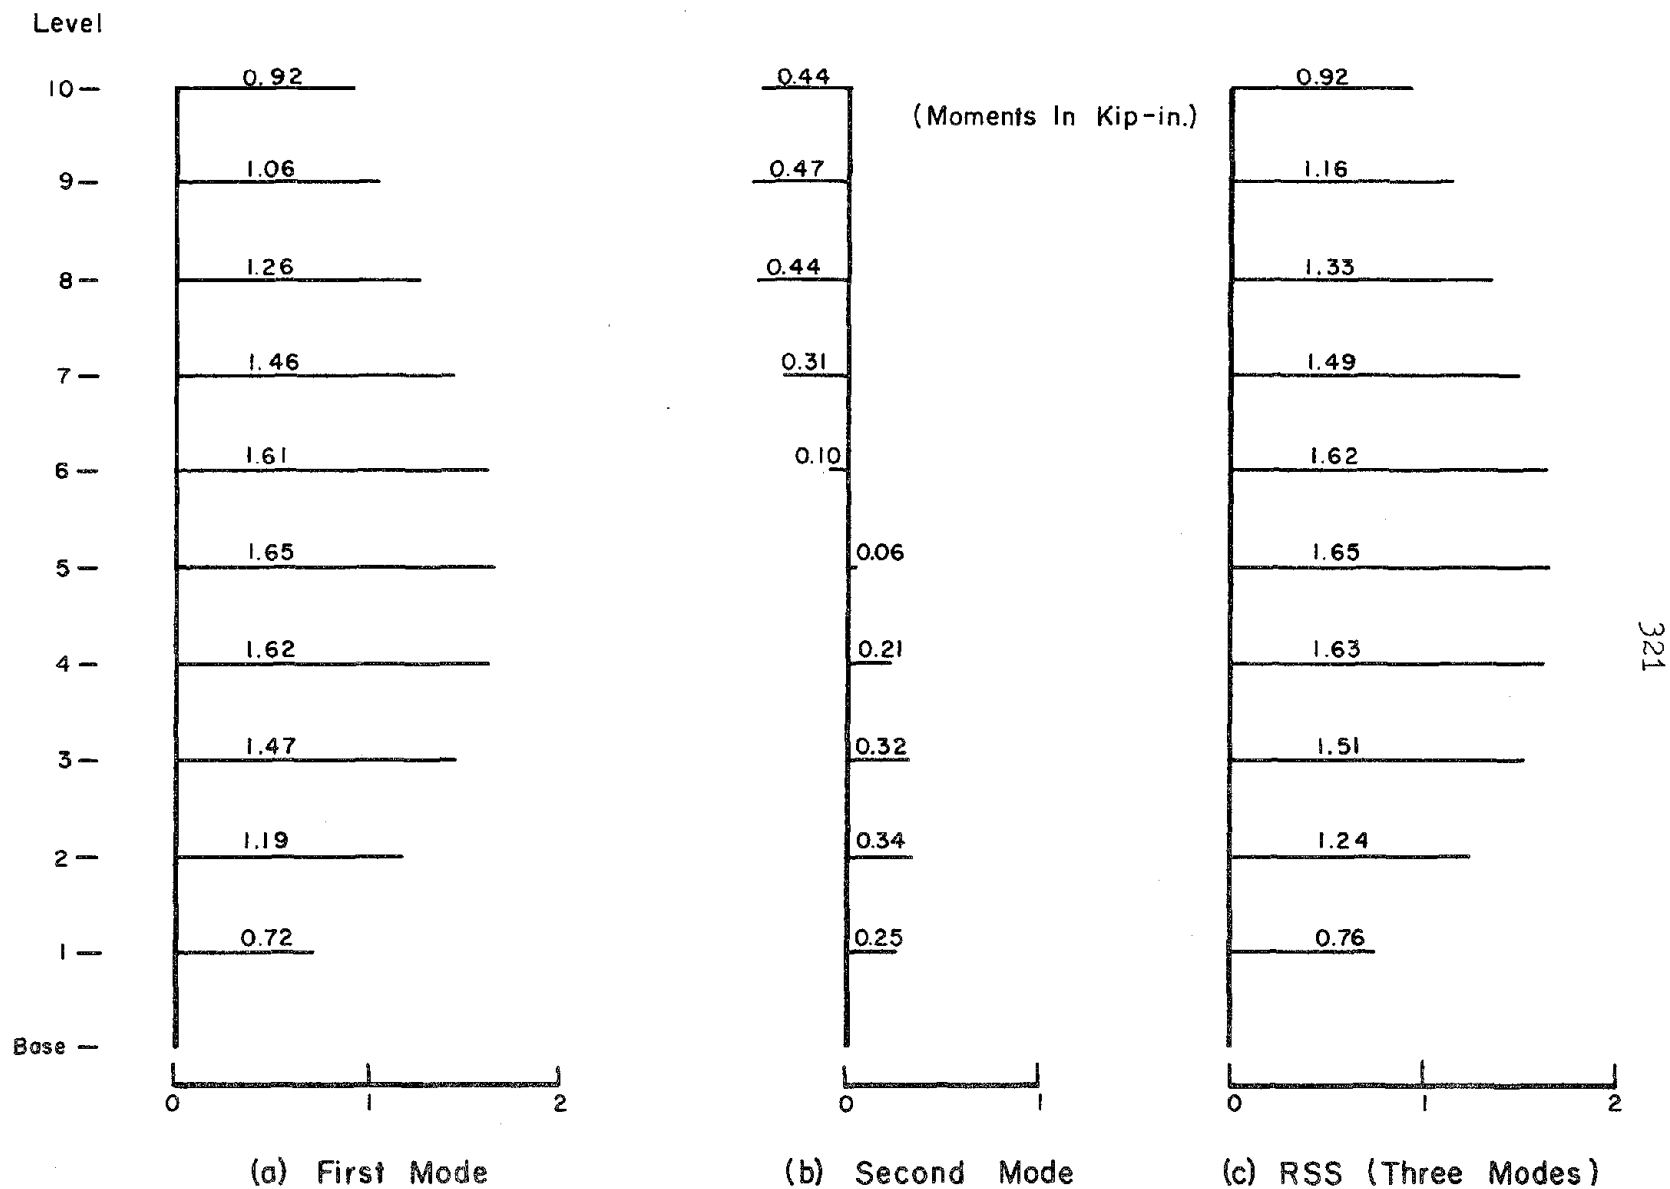 Level
10 — 0.92 0.44 0.92
(Moments In Kip-in.)
9 — 1.06 0.47 1.16
8 — 1.26 0.44 1.33
7 — 1.46 0.31 1.49
6 — 1.61 0.10 1.62
5 — 1.65 0.06 1.65
4 — 1.62 0.21 1.63
321
3 — 1.47 0.32 1.51
2 — 1.19 0.34 1.24
1 — 0.72 0.25 0.76
Base —
0 1 2 0 1 0 1 2
(a) First Mode (b) Second Mode (c) RSS (Three Modes)